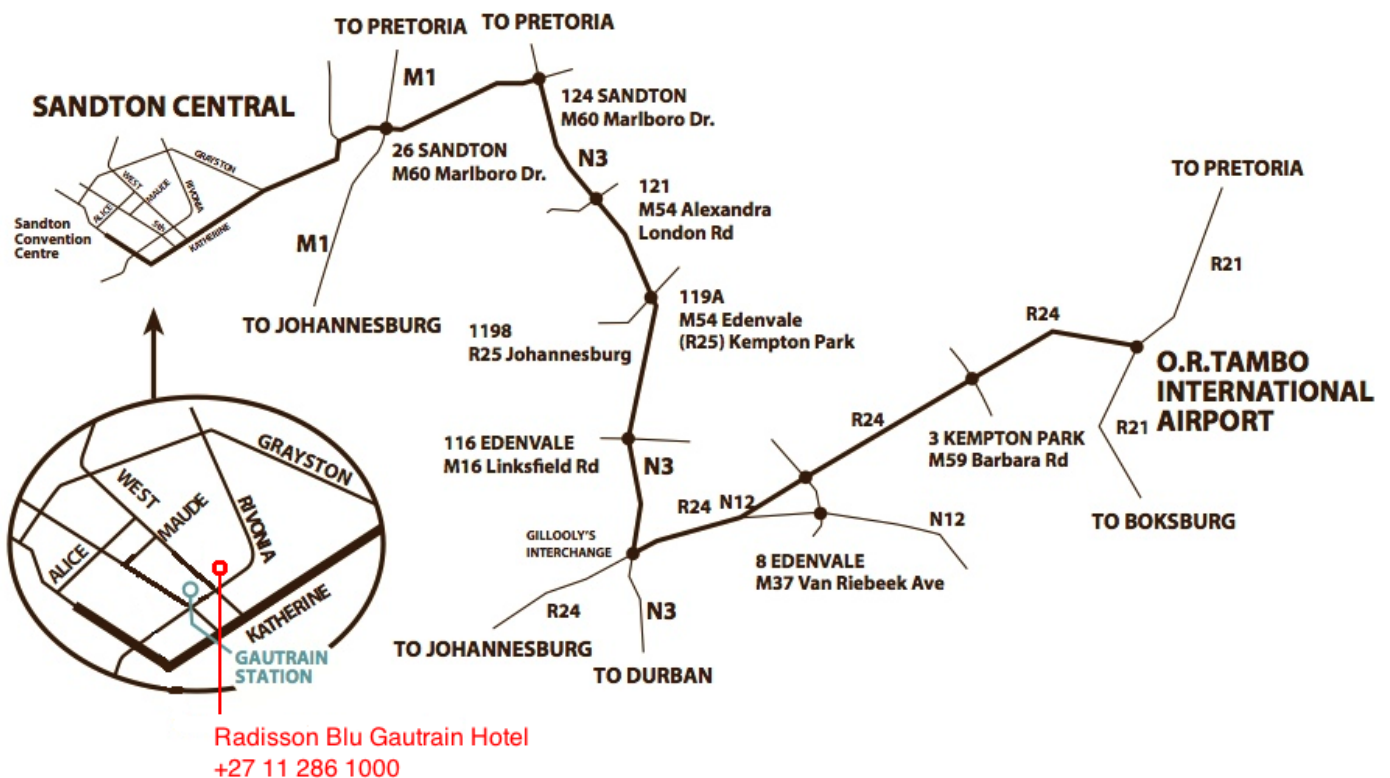 TO PRETORIA
TO PRETORIA
M1
SANDTON CENTRAL
124 SANDTON
M60 Marlboro Dr.
26 SANDTON
M60 Marlboro Dr.
N3
GRAYSTON
WEST
MAUDE
RIVONIA
ALICE
5th
KATHERINE
Sandton
Convention
Centre
M1
121
M54 Alexandra
London Rd
TO PRETORIA
R21
TO JOHANNESBURG
119A
M54 Edenvale
(R25) Kempton Park
1198
R25 Johannesburg
R24
O.R.TAMBO
INTERNATIONAL
AIRPORT
R24
R21
3 KEMPTON PARK
M59 Barbara Rd
116 EDENVALE
M16 Linksfield Rd
N3
R24
N12
N12
TO BOKSBURG
GILLOOLY'S
INTERCHANGE
8 EDENVALE
M37 Van Riebeek Ave
R24
N3
TO JOHANNESBURG
TO DURBAN
GRAYSTON
WEST
MAUDE
RIVONIA
ALICE
KATHERINE
GAUTRAIN
STATION
Radisson Blu Gautrain Hotel
+27 11 286 1000